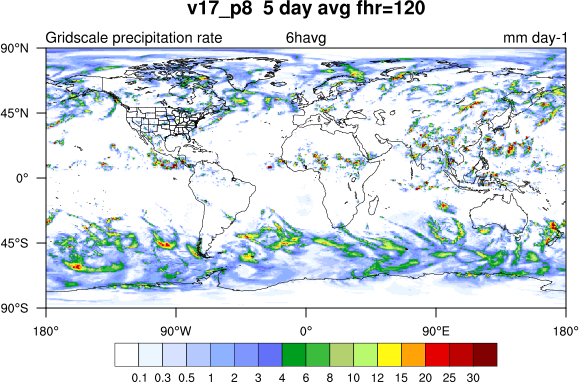 v17_p8 5 day avg fhr=120
Gridscale precipitation rate 6havg mm day-1
90°N
45°N
0°
45°S
90°S
180° 90°W 0° 90°E 180°
0.1 0.3 0.5 1 2 3 4 6 8 10 12 15 20 25 30